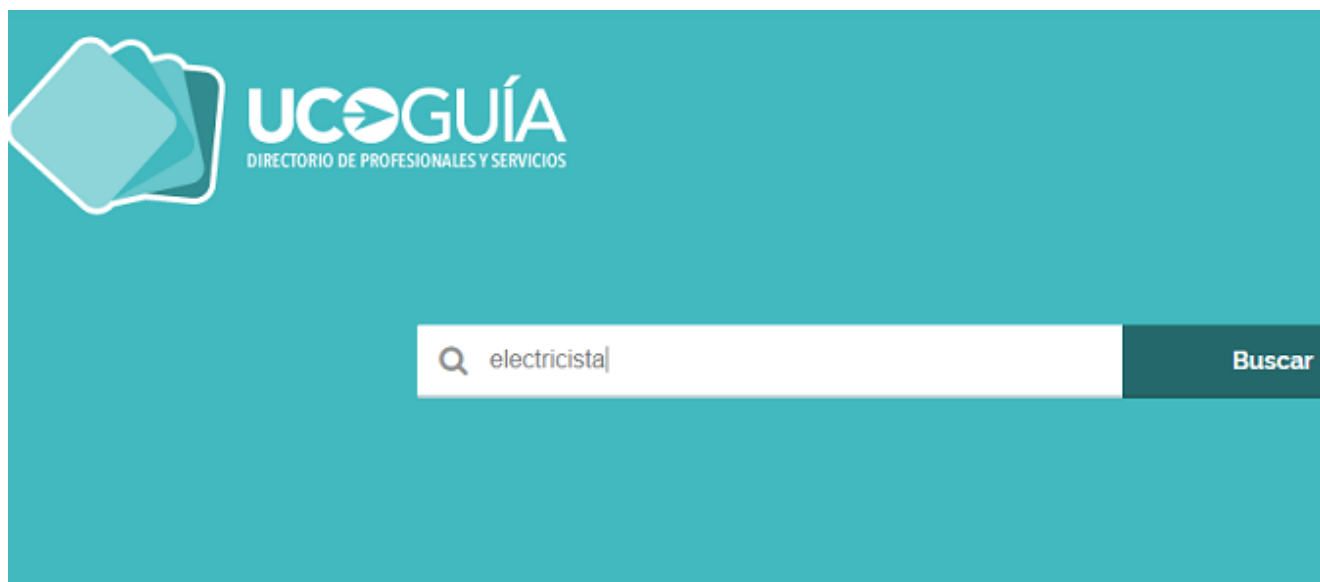 UCOGUÍA
DIRECTORIO DE PROFESIONALES Y SERVICIOS
electricista
Buscar